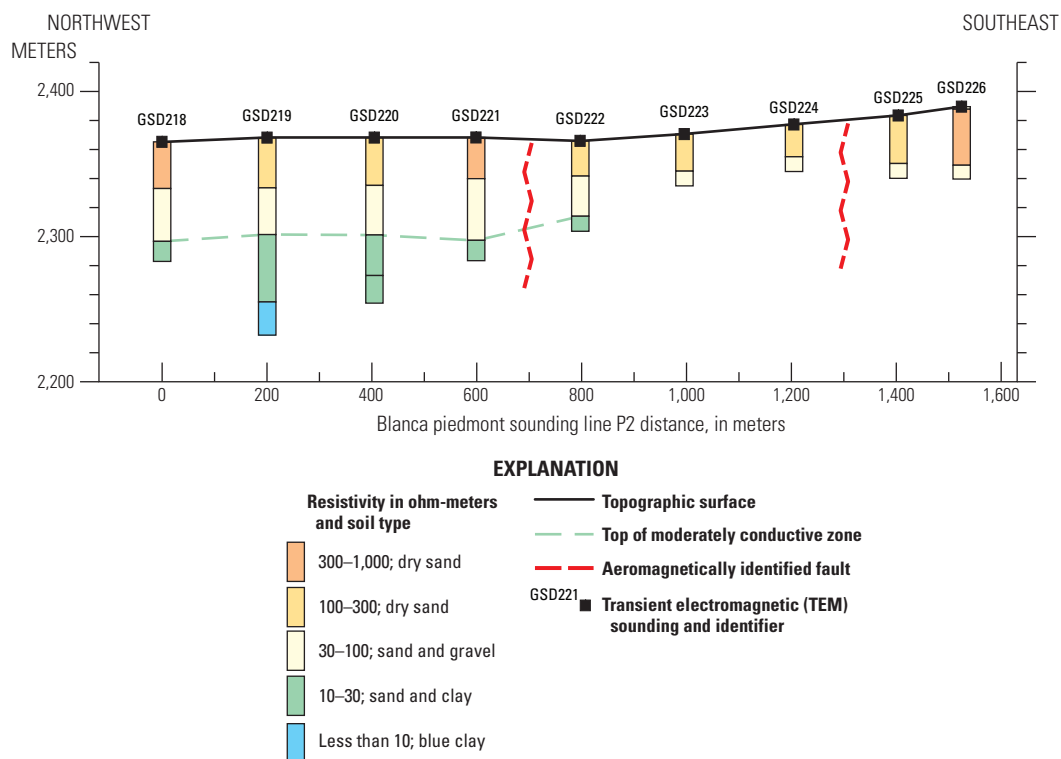 NORTHWEST
SOUTHEAST
METERS
2,400
2,300
2,200
GSD218
GSD219
GSD220
GSD221
GSD222
GSD223
GSD224
GSD225
GSD226
0
200
400
600
800
1,000
1,200
1,400
1,600
Blanca piedmont sounding line P2 distance, in meters
EXPLANATION
Resistivity in ohm-meters
and soil type
300–1,000; dry sand
100–300; dry sand
30–100; sand and gravel
10–30; sand and clay
Less than 10; blue clay
Topographic surface
Top of moderately conductive zone
Aeromagnetically identified fault
GSD221
Transient electromagnetic (TEM)
sounding and identifier